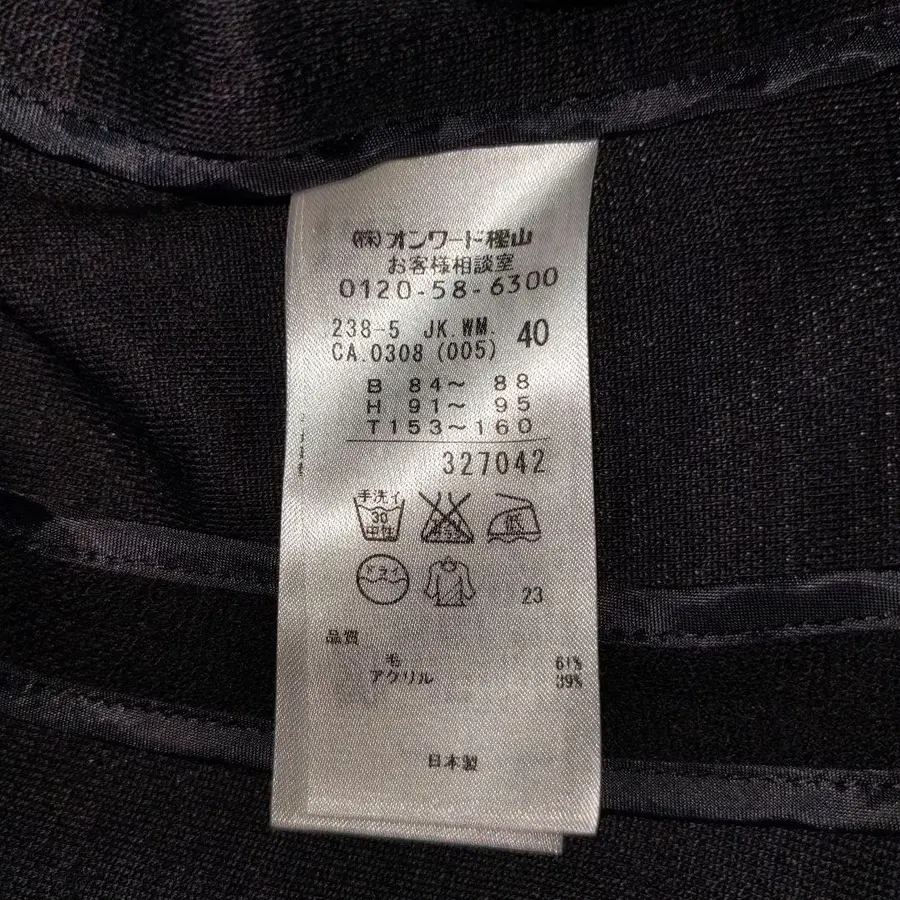 (株)オンワード樫山
お客様相談室
0120-58-6300
238-5 JK.WM. 40
CA.0308 (005)
B 84〜 88
H 91〜 95
T153〜160
327042
手洗イ
30
中性
低
ドライ
23
品質
毛 61%
アクリル 39%
日本製